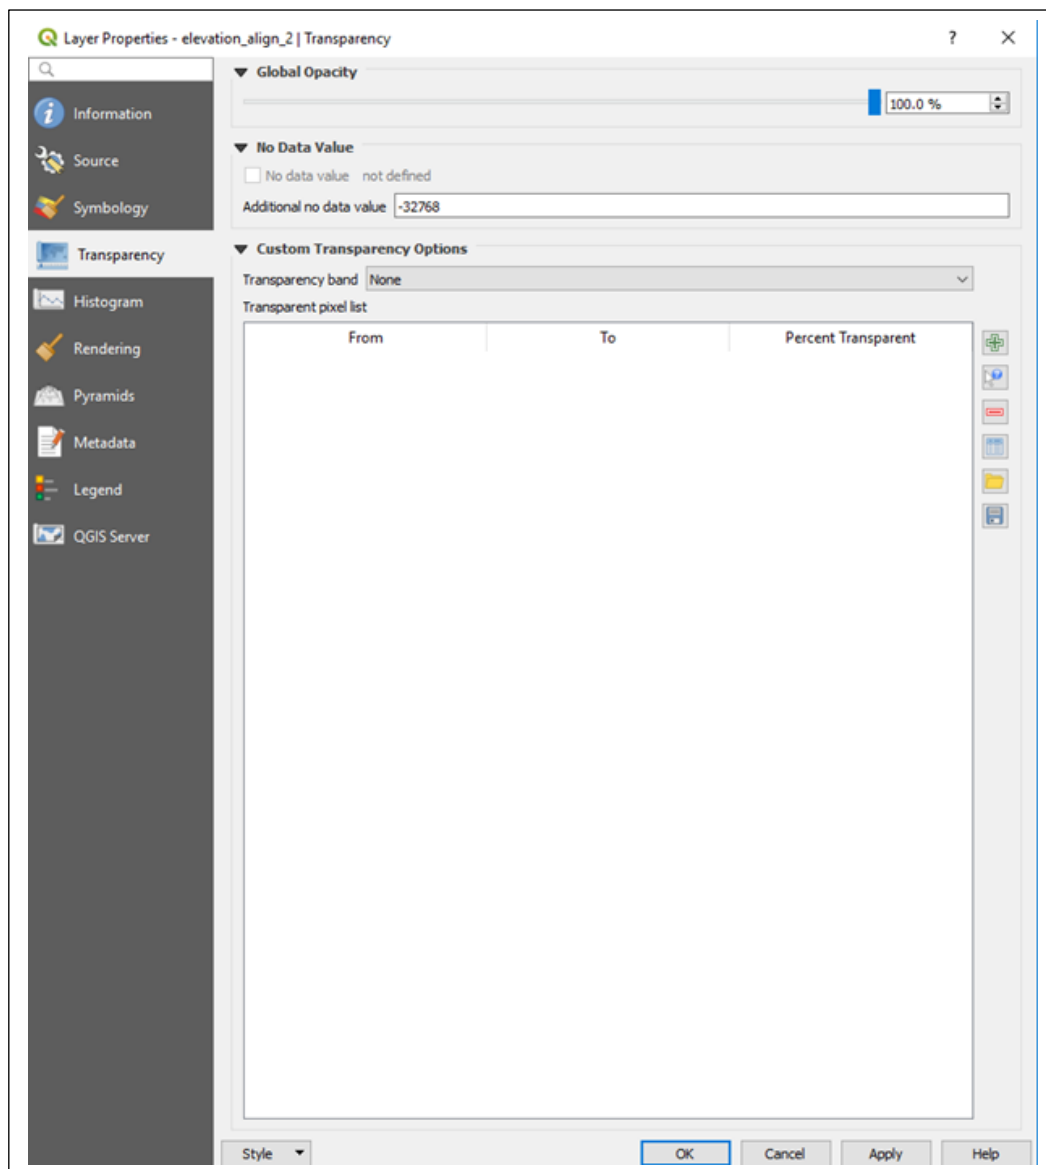 Layer Properties - elevation_align_2 | Transparency
?
Information
Source
Symbology
Transparency
Histogram
Rendering
Pyramids
Metadata
Legend
QGIS Server
Global Opacity
100.0 %
No Data Value
No data value not defined
Additional no data value -32768
Custom Transparency Options
Transparency band None
Transparent pixel list
From To Percent Transparent
Style OK Cancel Apply Help